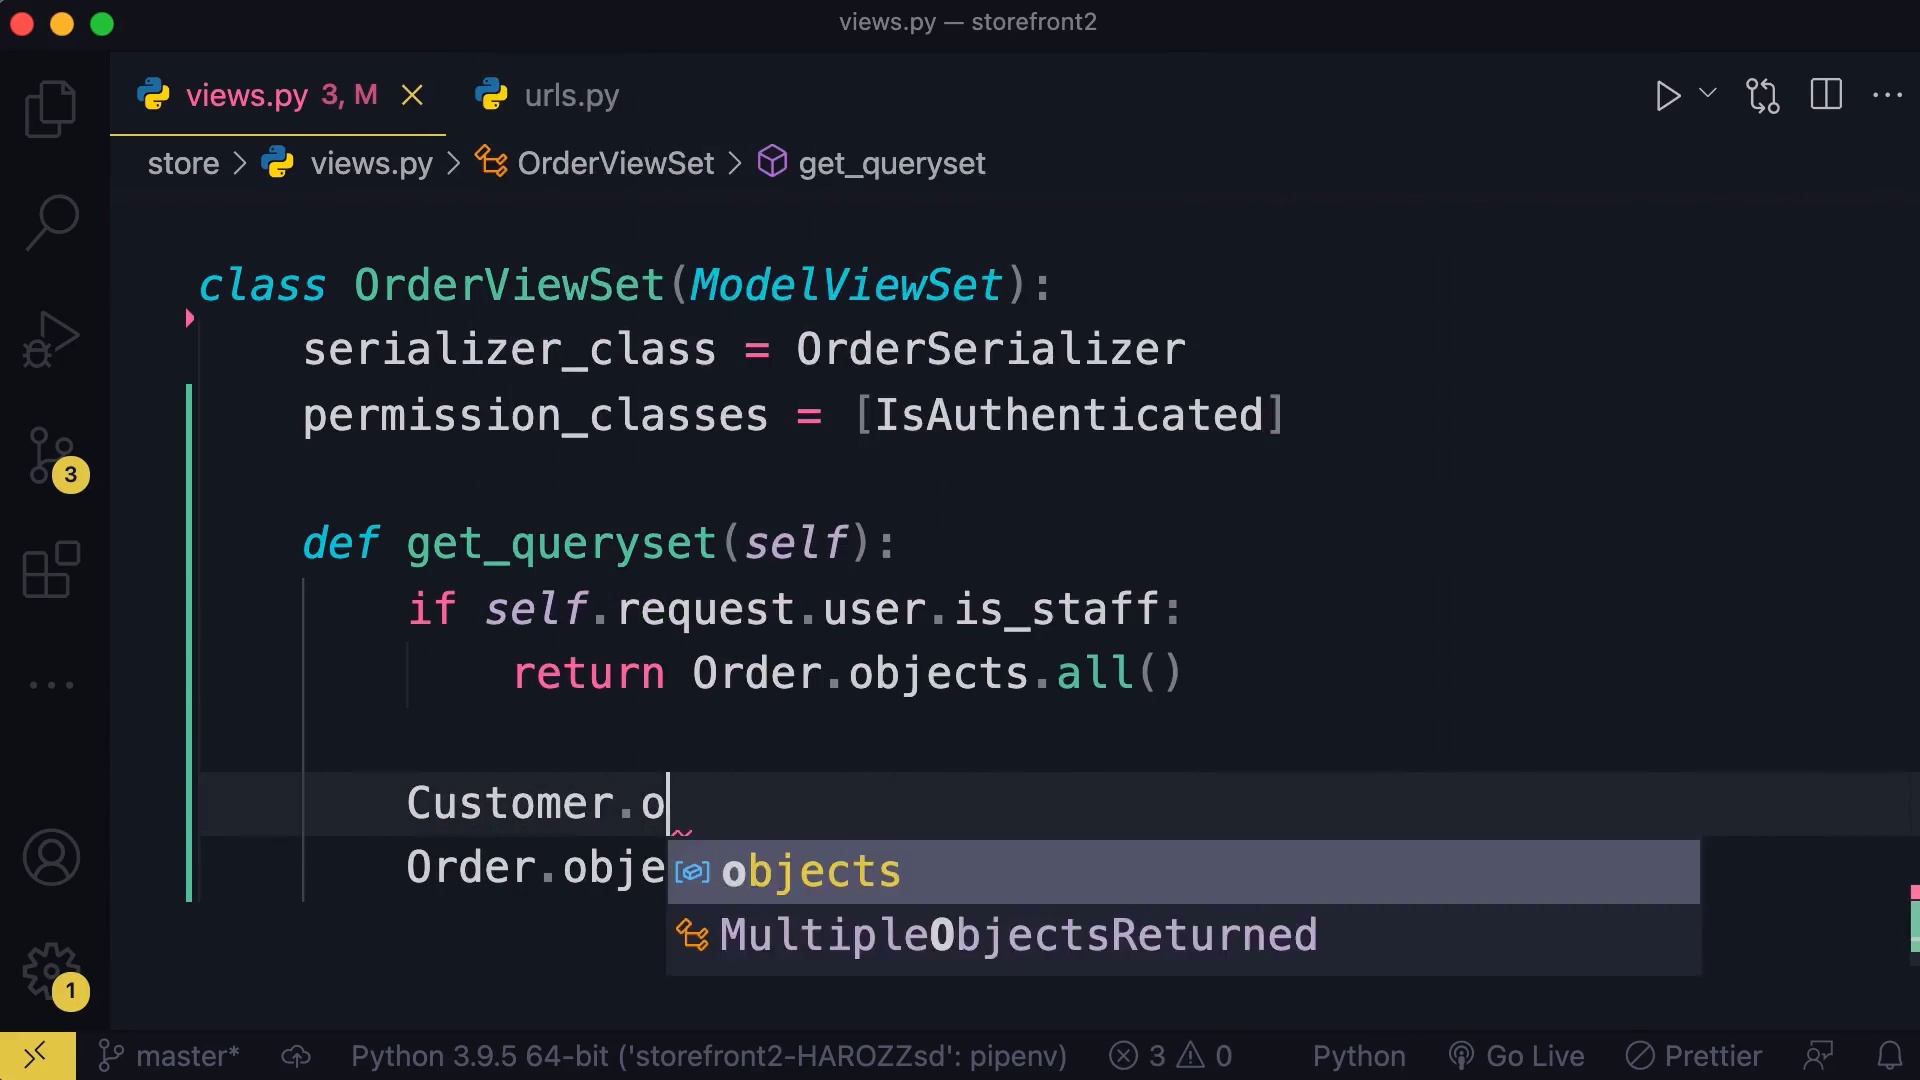 views.py — storefront2
views.py 3, M
urls.py
store > views.py > OrderViewSet > get_queryset
class OrderViewSet(ModelViewSet):
serializer_class = OrderSerializer
permission_classes = [IsAuthenticated]
def get_queryset(self):
if self.request.user.is_staff:
return Order.objects.all()
Customer.o
Order.obje
objects
MultipleObjectsReturned
3
1
master*
Python 3.9.5 64-bit ('storefront2-HAROZZsd': pipenv)
3
0
Python
Go Live
Prettier